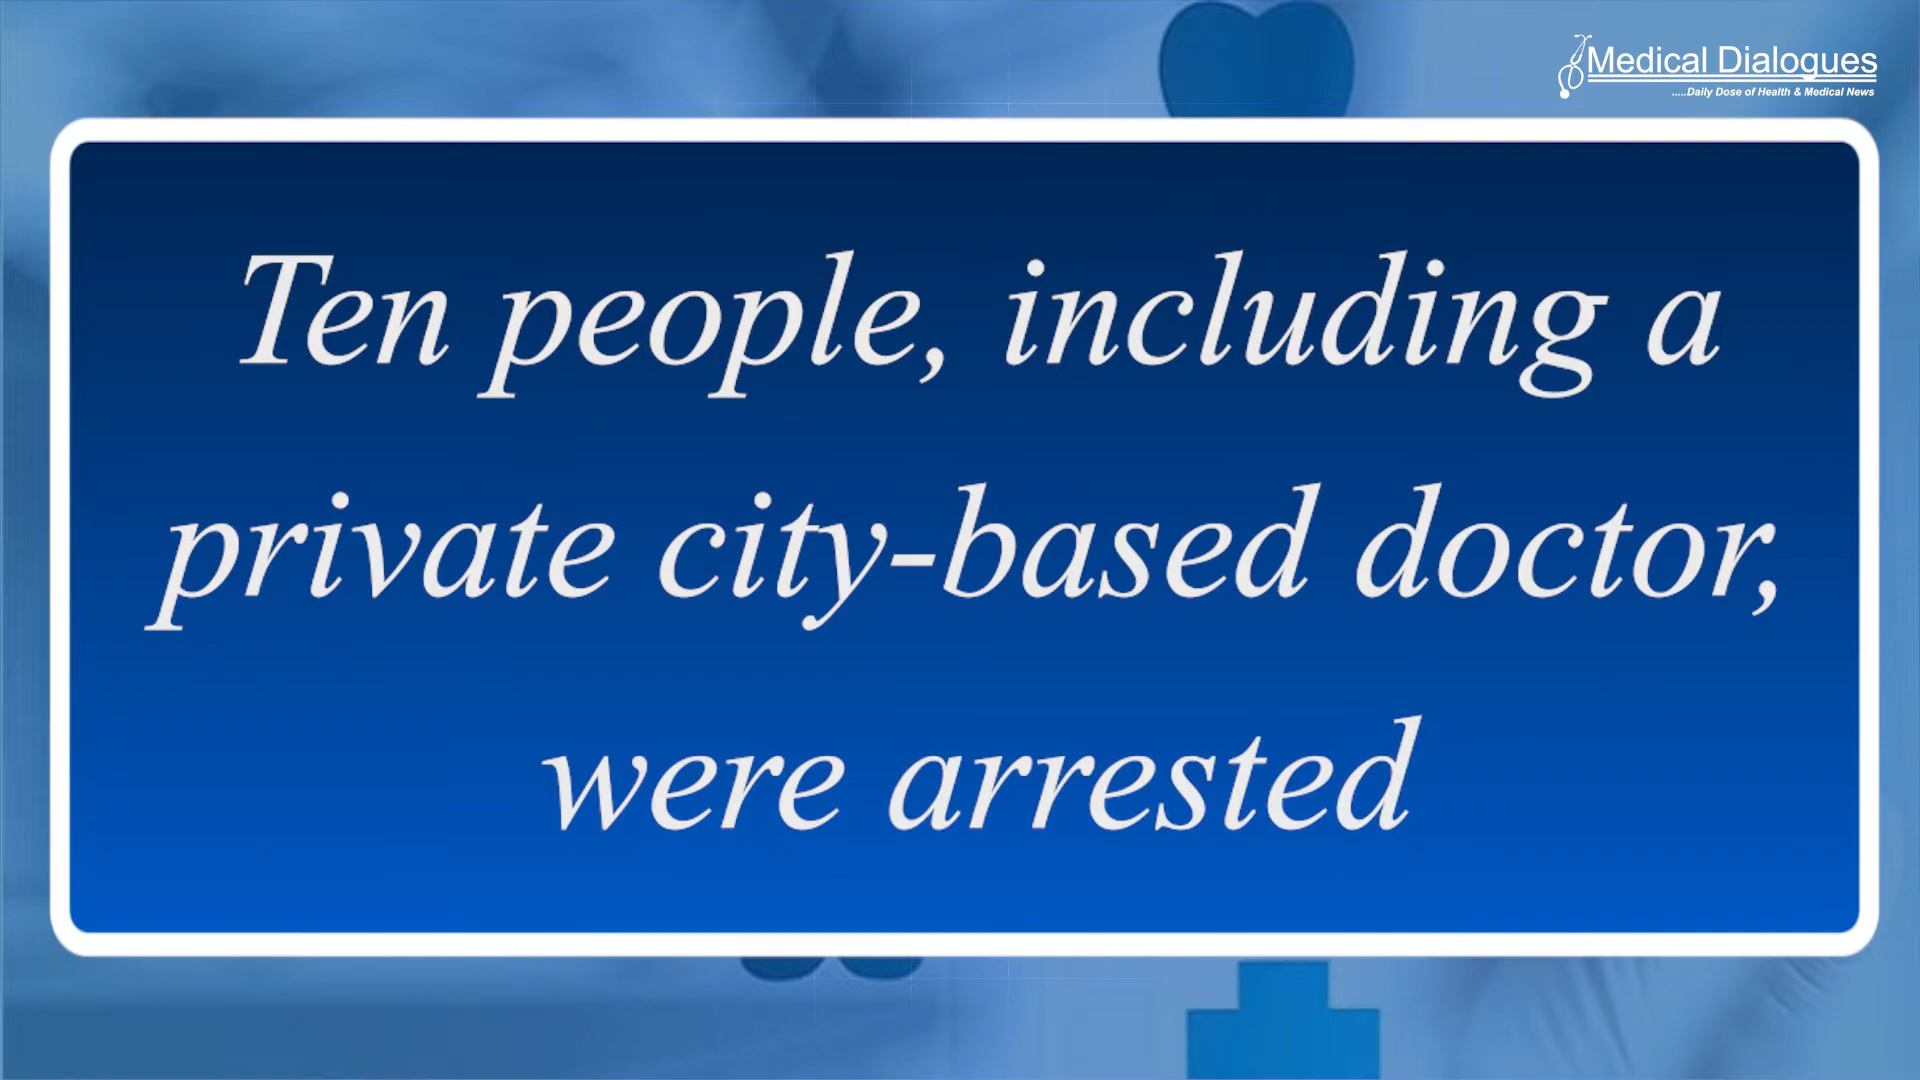 Medical Dialogues
.....Daily Dose of Health & Medical News
Ten people, including a
private city-based doctor,
were arrested